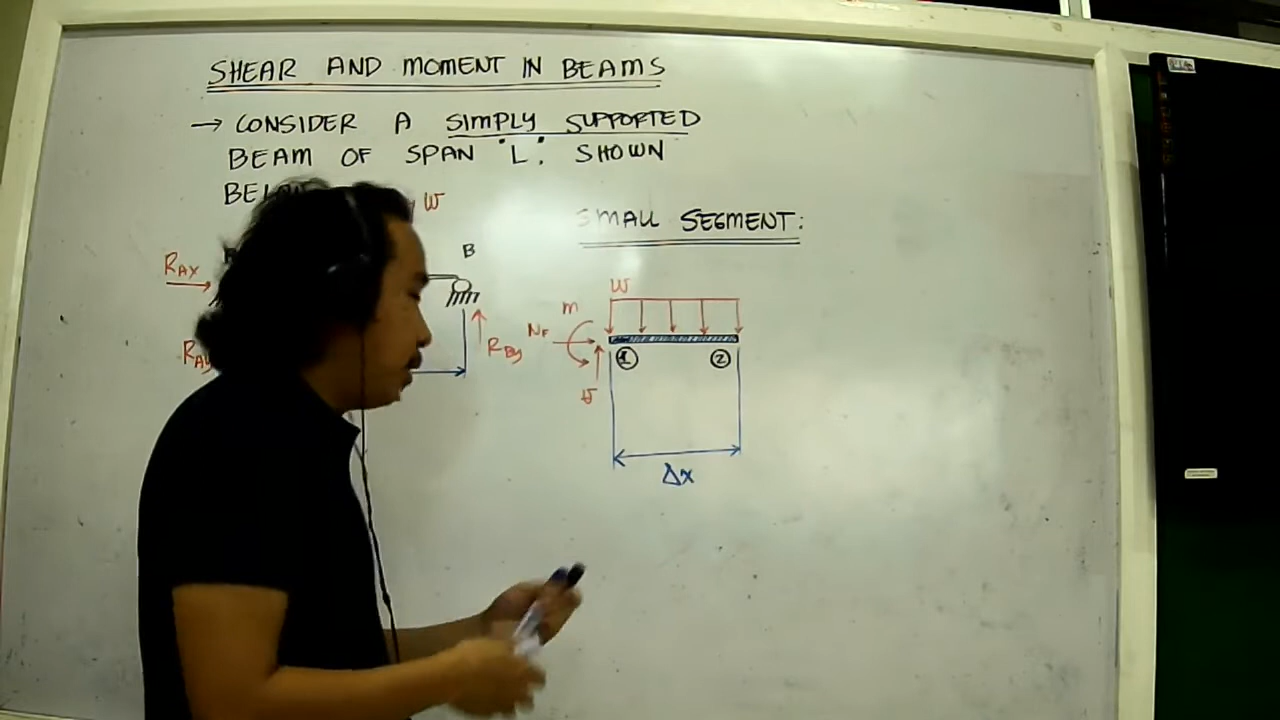 SHEAR AND MOMENT IN BEAMS
→ CONSIDER A SIMPLY SUPPORTED
BEAM OF SPAN "L". SHOWN
W
SMALL SEGMENT:
B
RAX
W
m
NF
RBy
RAy
1 2
V
Δx